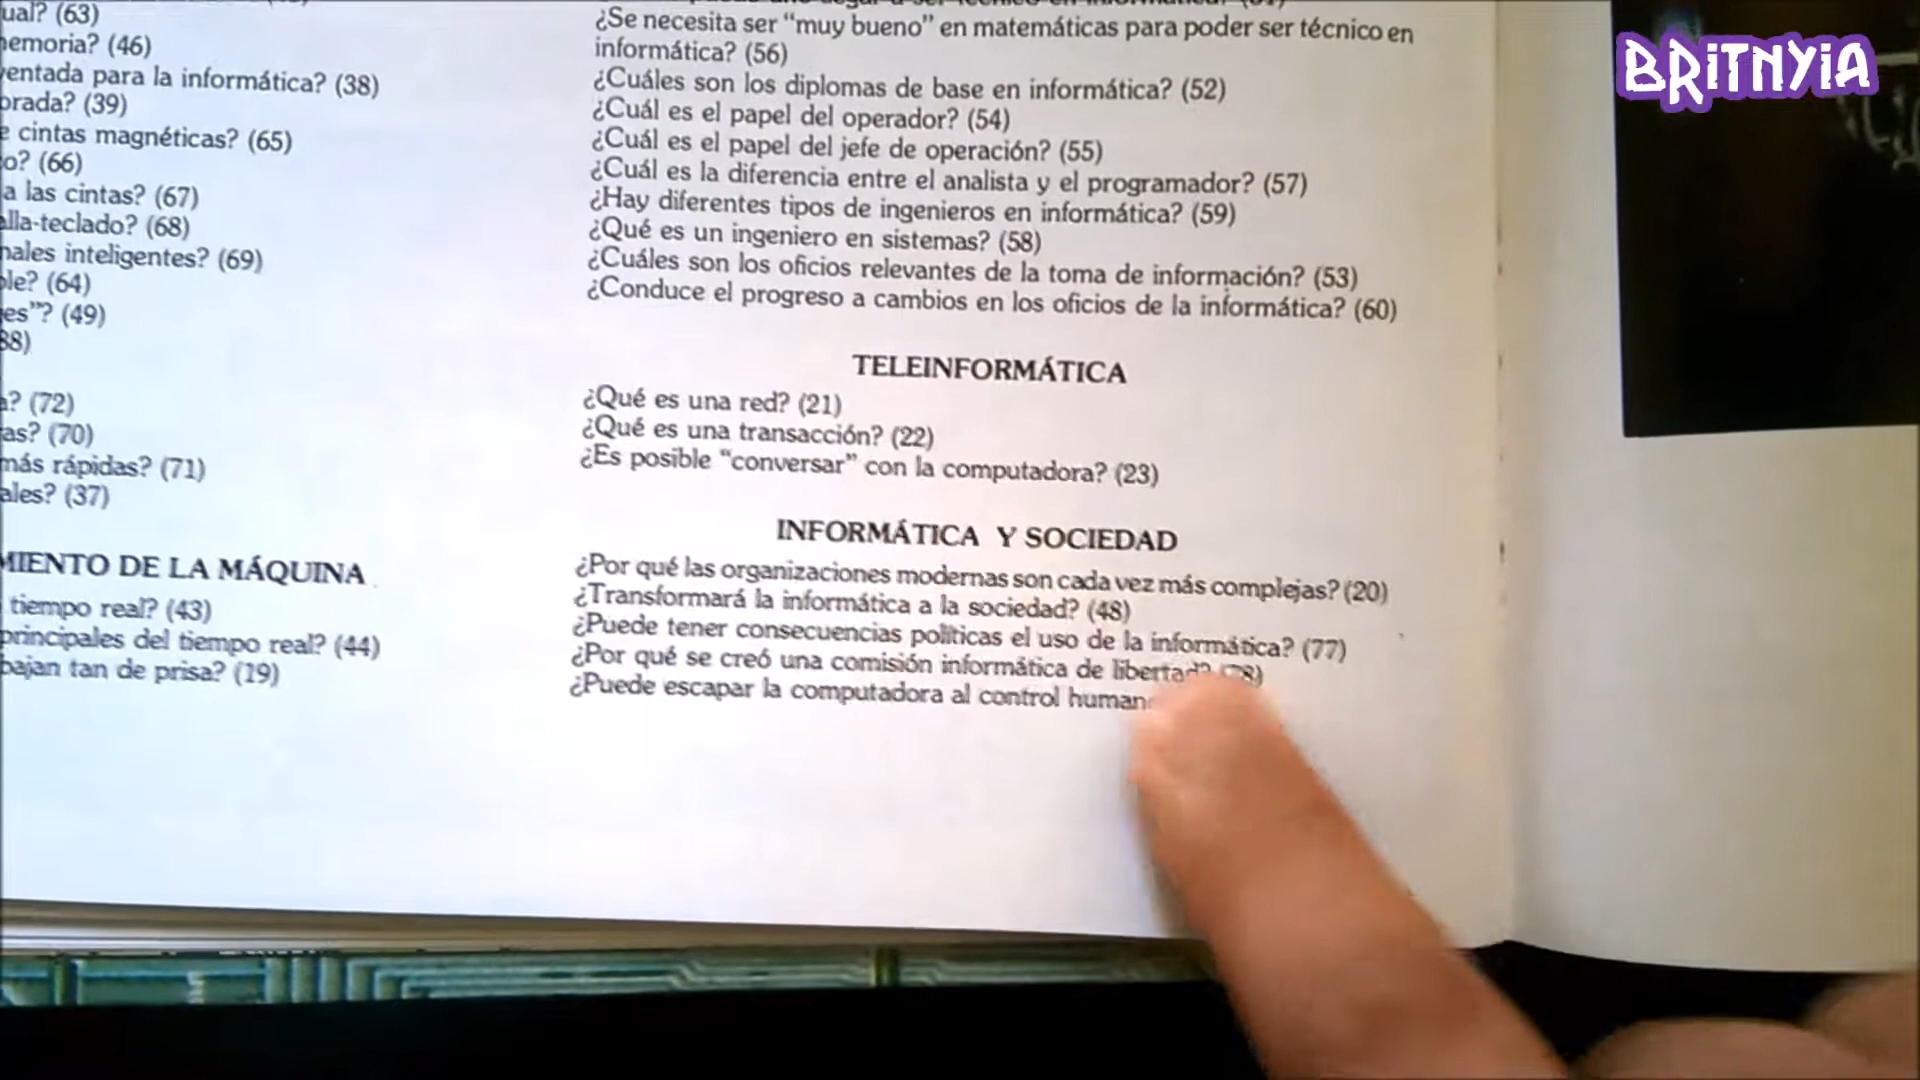 ual? (63)
emoria? (46)
entada para la informática? (38)
orada? (39)
e cintas magnéticas? (65)
o? (66)
a las cintas? (67)
alla-teclado? (68)
nales inteligentes? (69)
ble? (64)
es"? (49)
38)
a? (72)
as? (70)
más rápidas? (71)
ales? (37)
MIENTO DE LA MÁQUINA
tiempo real? (43)
principales del tiempo real? (44)
bajan tan de prisa? (19)
¿Se necesita ser “muy bueno” en matemáticas para poder ser técnico en
informática? (56)
¿Cuáles son los diplomas de base en informática? (52)
¿Cuál es el papel del operador? (54)
¿Cuál es el papel del jefe de operación? (55)
¿Cuál es la diferencia entre el analista y el programador? (57)
¿Hay diferentes tipos de ingenieros en informática? (59)
¿Qué es un ingeniero en sistemas? (58)
¿Cuáles son los oficios relevantes de la toma de información? (53)
¿Conduce el progreso a cambios en los oficios de la informática? (60)
TELEINFORMÁTICA
¿Qué es una red? (21)
¿Qué es una transacción? (22)
¿Es posible “conversar” con la computadora? (23)
INFORMÁTICA Y SOCIEDAD
¿Por qué las organizaciones modernas son cada vez más complejas? (20)
¿Transformará la informática a la sociedad? (48)
¿Puede tener consecuencias políticas el uso de la informática? (77)
¿Por qué se creó una comisión informática de libertad?
¿Puede escapar la computadora al control human
BRITNYIA